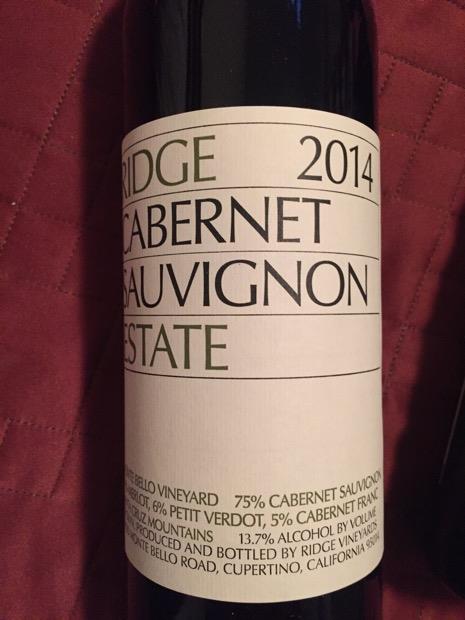 RIDGE 2014
CABERNET
SAUVIGNON
ESTATE
BELLO VINEYARD 75% CABERNET SAUVIGNON
MERLOT, 6% PETIT VERDOT, 5% CABERNET FRANC
CRUZ MOUNTAINS 13.7% ALCOHOL BY VOLUME
PRODUCED AND BOTTLED BY RIDGE VINEYARDS
MONTE BELLO ROAD, CUPERTINO, CALIFORNIA 95014